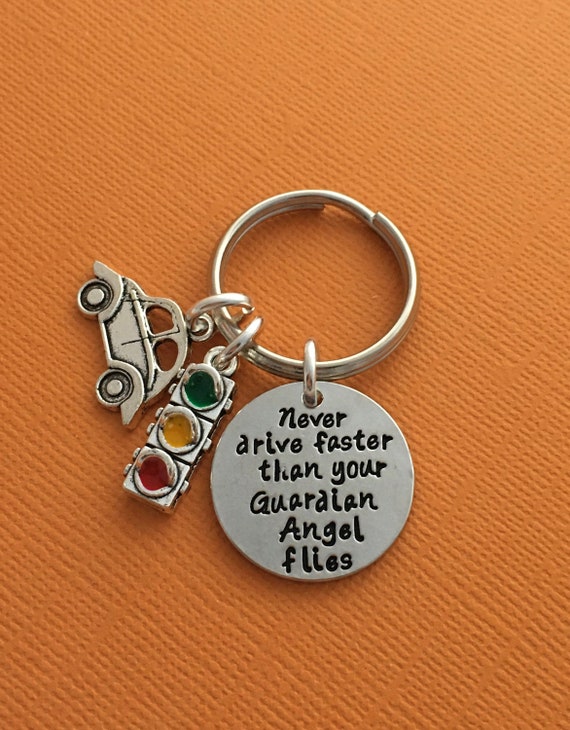 Never
drive faster
than your
Guardian
Angel
flies